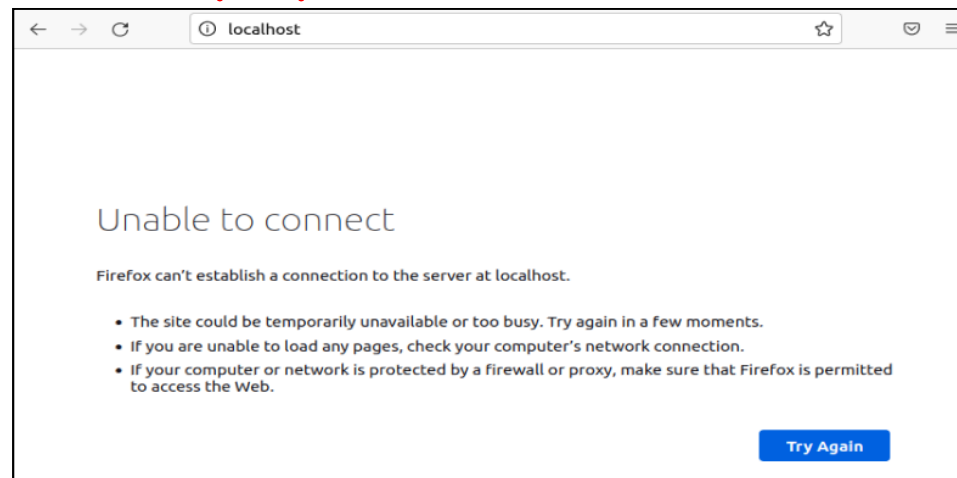 localhost
Unable to connect
Firefox can't establish a connection to the server at localhost.
• The site could be temporarily unavailable or too busy. Try again in a few moments.
• If you are unable to load any pages, check your computer's network connection.
• If your computer or network is protected by a firewall or proxy, make sure that Firefox is permitted
to access the Web.
Try Again